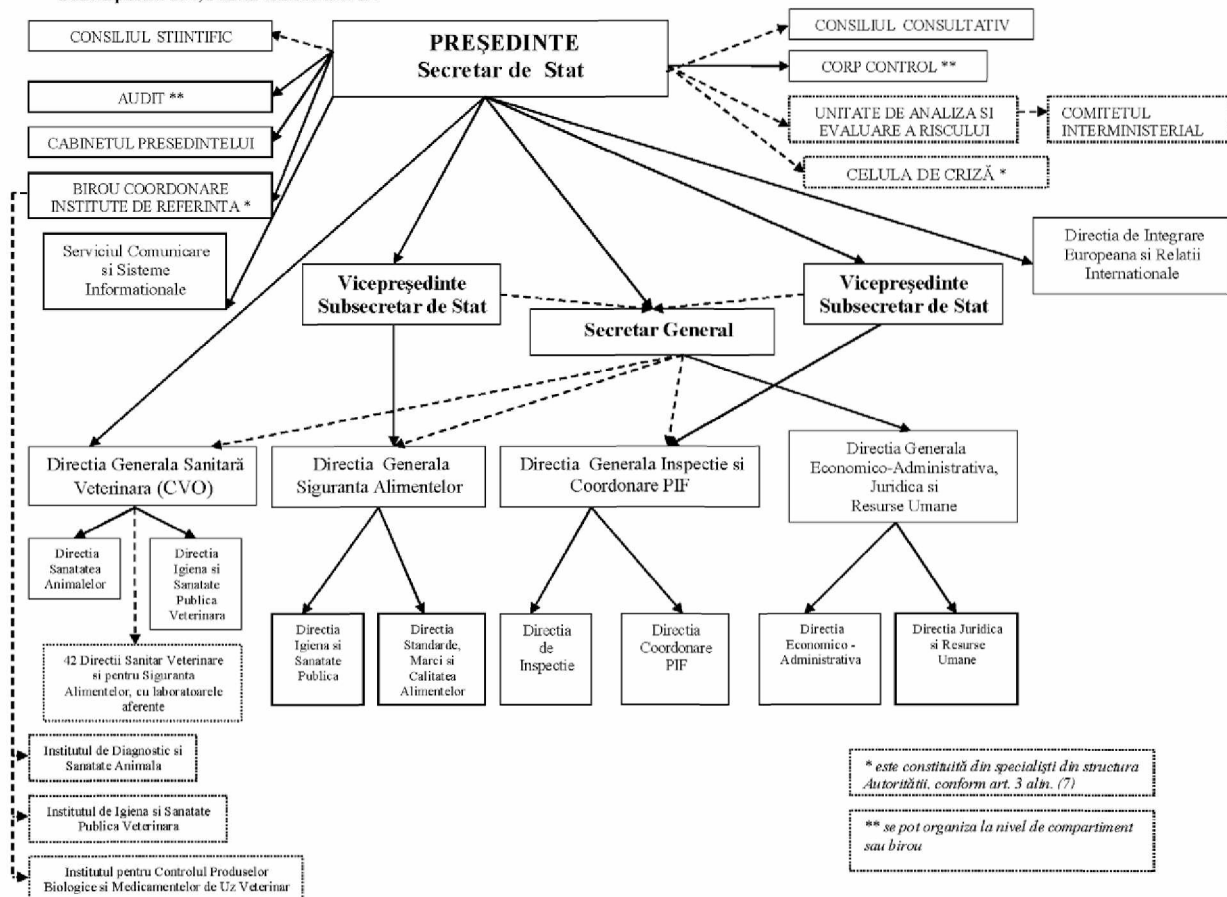 CONSILIUL STIINTIFIC
PREŞEDINTE
Secretar de Stat
CONSILIUL CONSULTATIV
CORP CONTROL **
AUDIT **
UNITATE DE ANALIZA SI
EVALUARE A RISCULUI
COMITETUL
INTERMINISTERIAL
CABINETUL PRESEDINTELUI
CELULA DE CRIZĂ *
BIROU COORDONARE
INSTITUTE DE REFERINTA *
Serviciul Comunicare
si Sisteme
Informationale
Directia de Integrare
Europeana si Relatii
Internationale
Vicepreşedinte
Subsecretar de Stat
Vicepreşedinte
Subsecretar de Stat
Secretar General
Directia Generala Sanitară
Veterinara (CVO)
Directia Generala
Siguranta Alimentelor
Directia Generala Inspectie si
Coordonare PIF
Directia Generala
Economico-Administrativa,
Juridica si
Resurse Umane
Directia
Sanatatea
Animalelor
Directia
Igiena si
Sanatate
Publica
Veterinara
Directia
Igiena si
Sanatate
Publica
Directia
Standarde,
Marci si
Calitatea
Alimentelor
Directia
de
Inspectie
Directia
Coordonare
PIF
Directia
Economico -
Administrativa
Directia Juridica
si Resurse
Umane
42 Directii Sanitar Veterinare
si pentru Siguranta
Alimentelor, cu laboratoarele
aferente
Institutul de Diagnostic si
Sanatate Animala
Institutul de Igiena si Sanatate
Publica Veterinara
Institutul pentru Controlul Produselor
Biologice si Medicamentelor de Uz Veterinar
* este constituită din specialişti din structura
Autorităţii, conform art. 3 alin. (7)
** se pot organiza la nivel de compartiment
sau birou